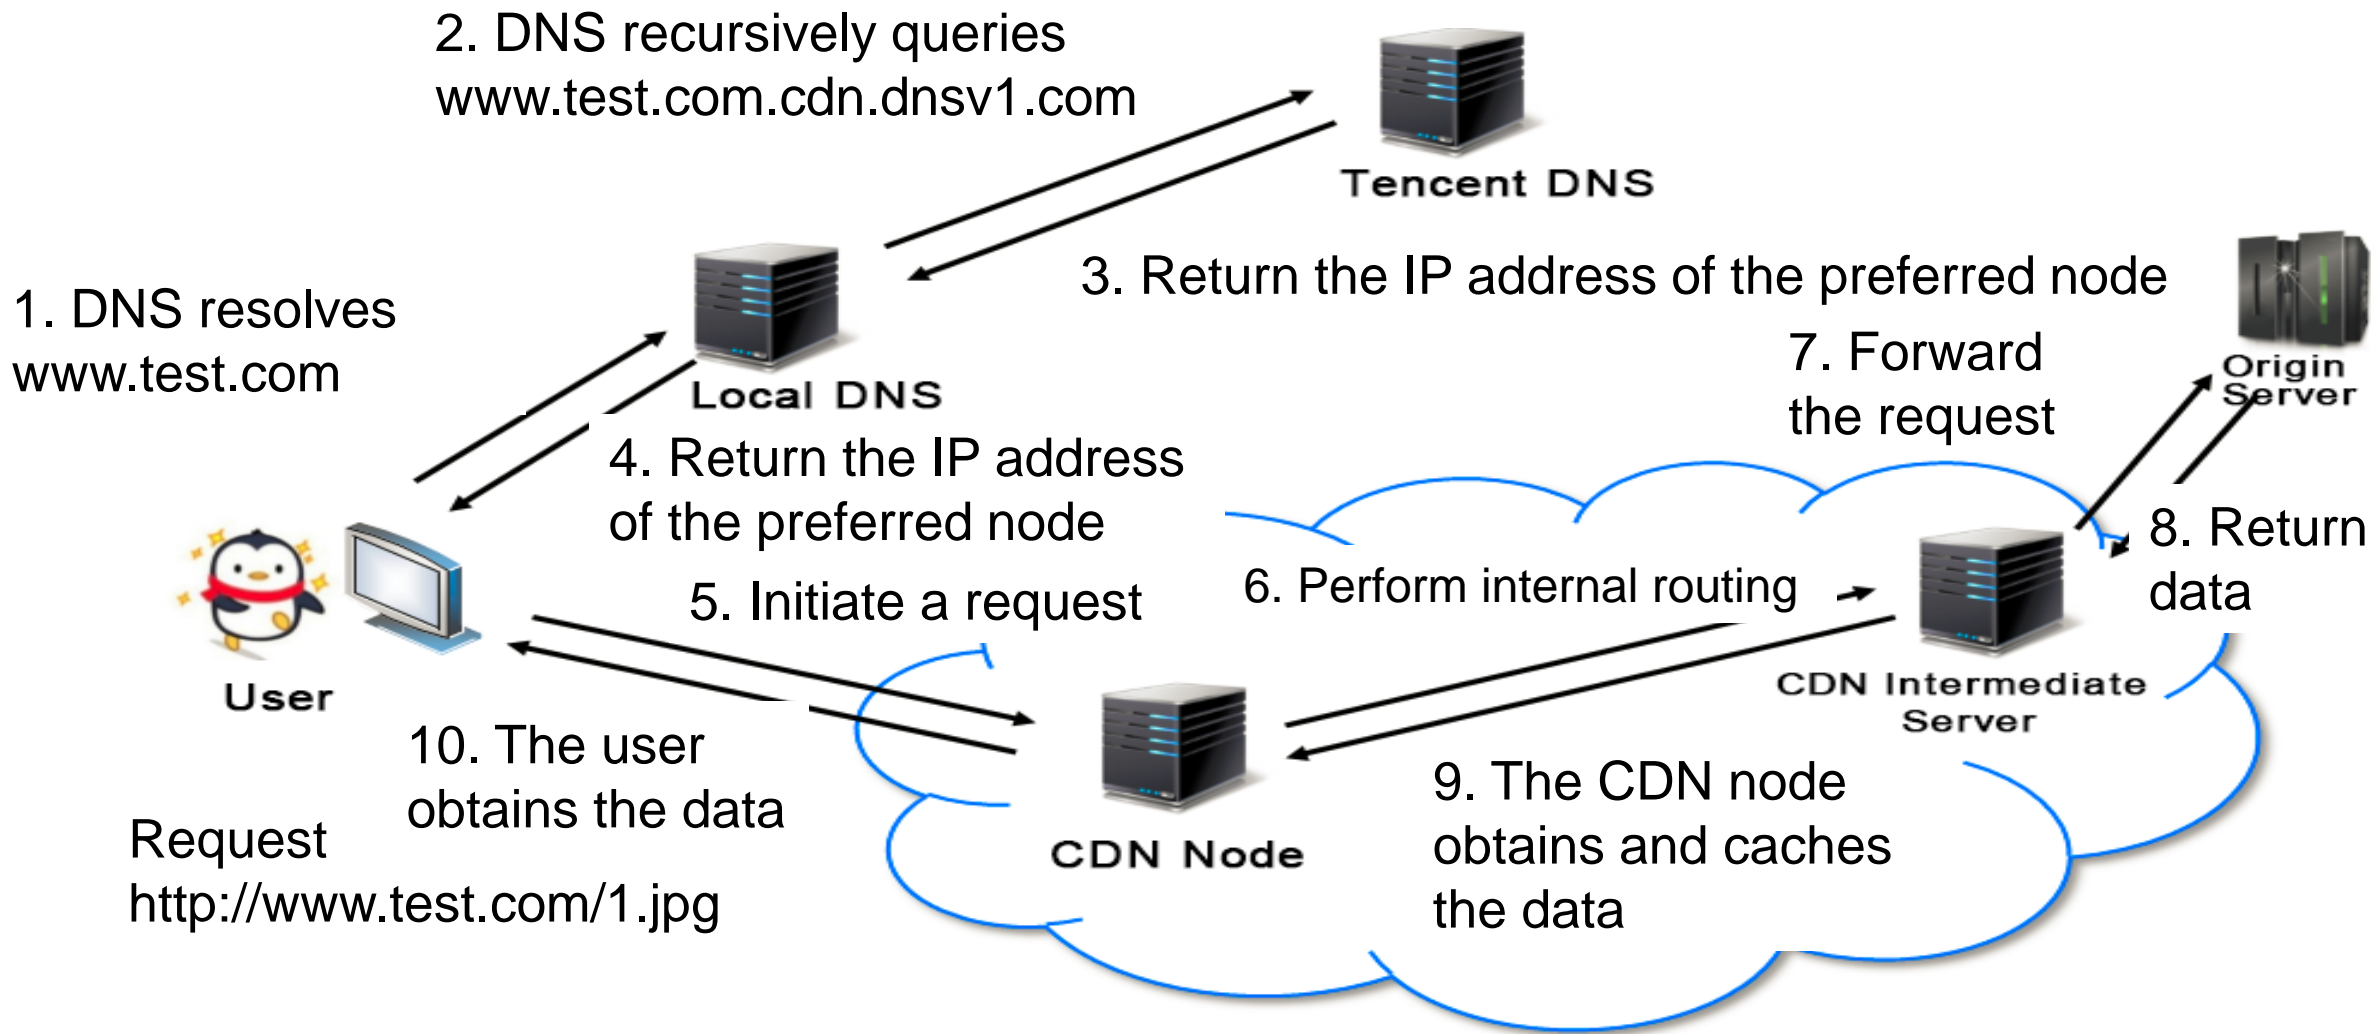 2. DNS recursively queries
www.test.com.cdn.dnsv1.com
Tencent DNS
3. Return the IP address of the preferred node
1. DNS resolves
www.test.com
Local DNS
7. Forward
the request
Origin
Server
4. Return the IP address
of the preferred node
5. Initiate a request
6. Perform internal routing
8. Return
data
User
CDN Intermediate
Server
10. The user
obtains the data
CDN Node
9. The CDN node
obtains and caches
the data
Request
http://www.test.com/1.jpg